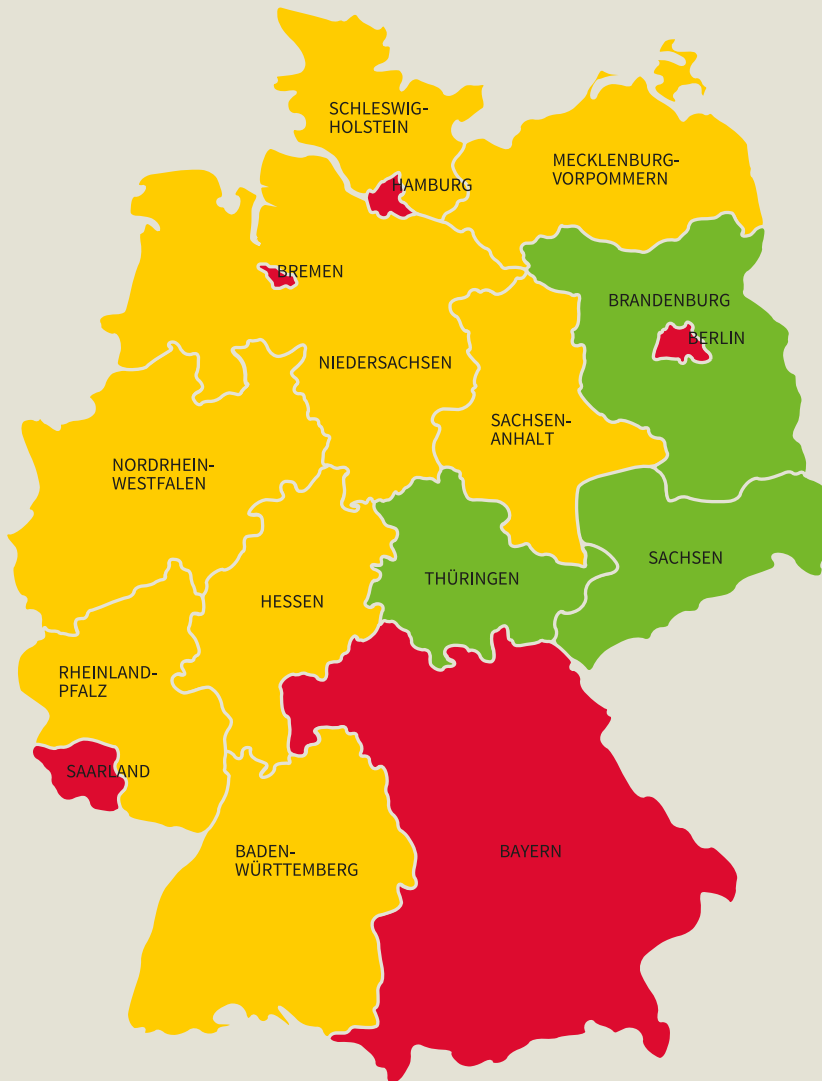 SCHLESWIG-
HOLSTEIN
MECKLENBURG-
VORPOMMERN
HAMBURG
BREMEN
BRANDENBURG
BERLIN
NIEDERSACHSEN
SACHSEN-
ANHALT
NORDRHEIN-
WESTFALEN
SACHSEN
THÜRINGEN
HESSEN
RHEINLAND-
PFALZ
SAARLAND
BADEN-
WÜRTTEMBERG
BAYERN